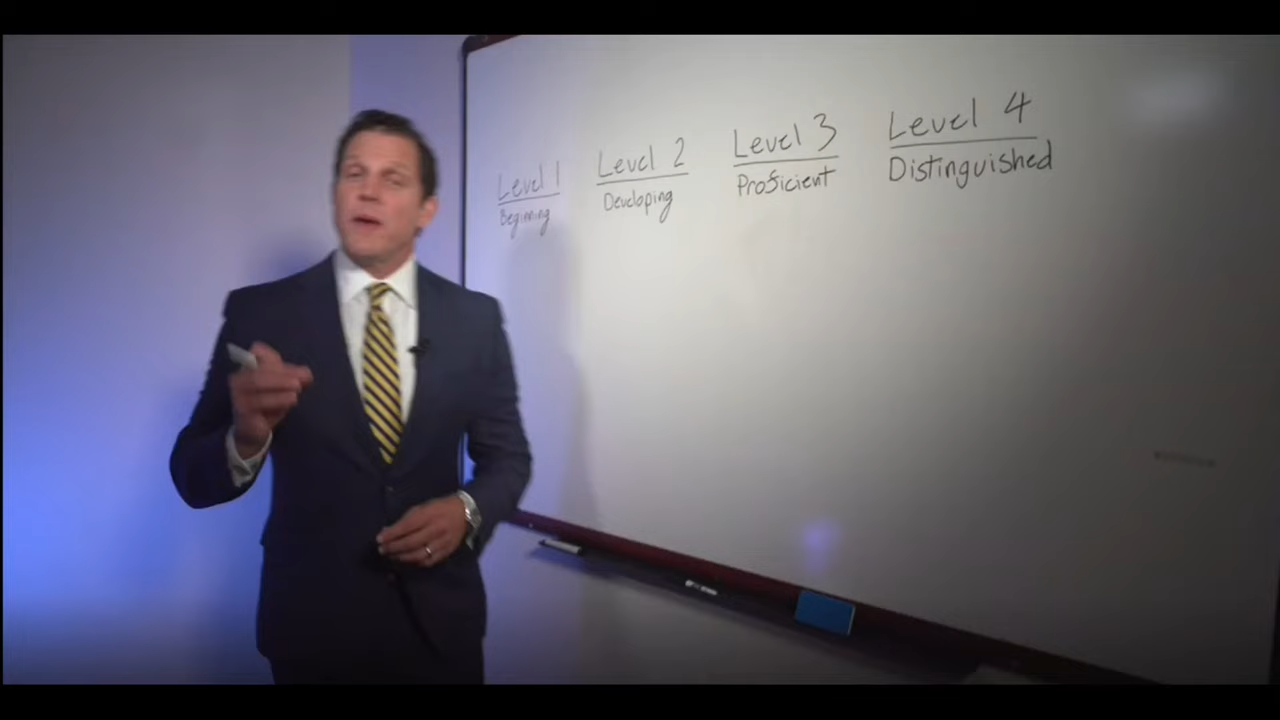 Level 1
Beginning
Level 2
Developing
Level 3
Proficient
Level 4
Distinguished